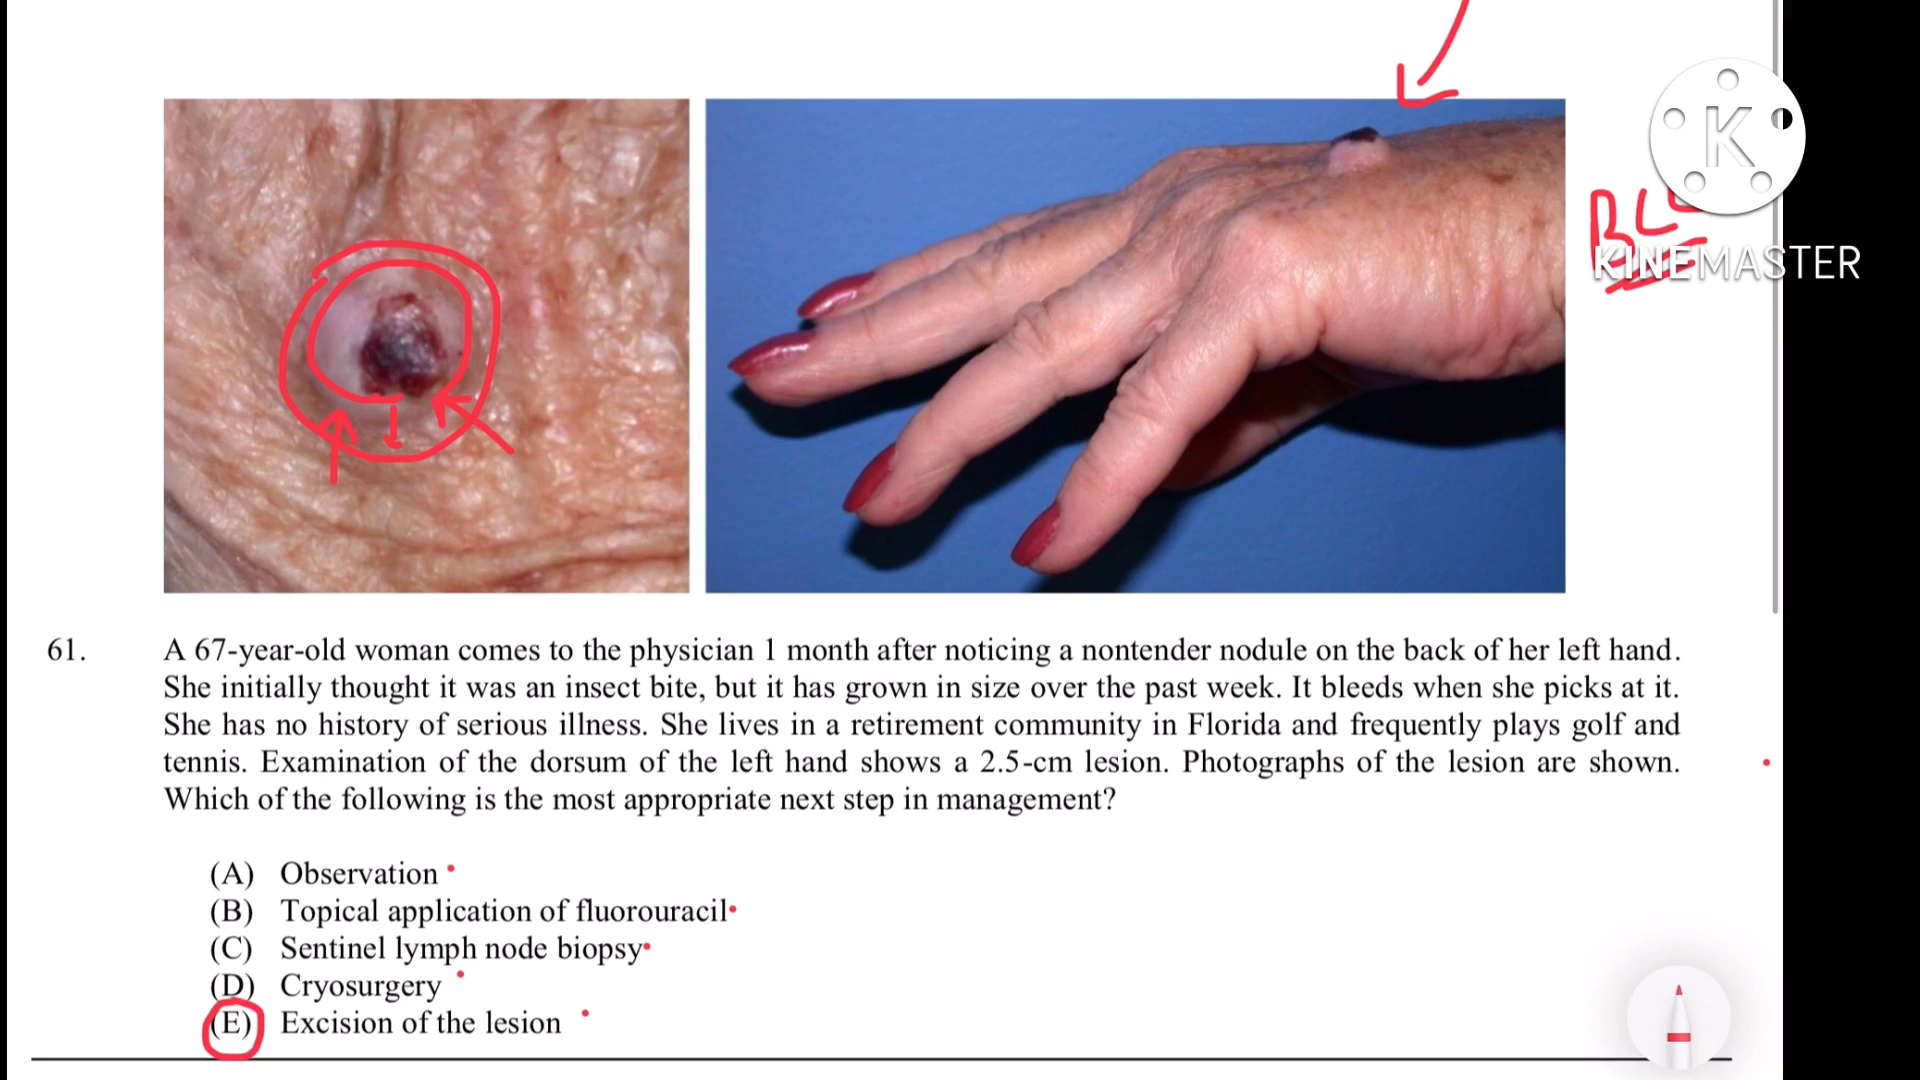 K
KINEMASTER
61. A 67-year-old woman comes to the physician 1 month after noticing a nontender nodule on the back of her left hand.
She initially thought it was an insect bite, but it has grown in size over the past week. It bleeds when she picks at it.
She has no history of serious illness. She lives in a retirement community in Florida and frequently plays golf and
tennis. Examination of the dorsum of the left hand shows a 2.5-cm lesion. Photographs of the lesion are shown.
Which of the following is the most appropriate next step in management?
(A) Observation
(B) Topical application of fluorouracil
(C) Sentinel lymph node biopsy
(D) Cryosurgery
(E) Excision of the lesion